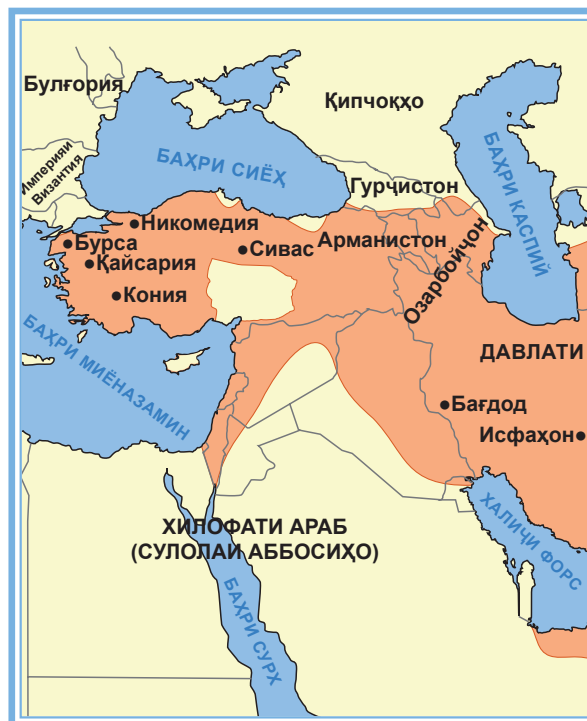 Булғория
Қипчоқҳо
БАҲРИ КАСПИЙ
БАҲРИ СИЁҲ
Империяи
Византия
Гурҷистон
Никомедия
Бурса
Сивас
Арманистон
Озарбойҷон
Қайсария
Кония
БАҲРИ МИЁНАЗАМИН
ДАВЛАТИ
Бағдод
Исфаҳон
ХАЛИҶИ ФОРС
ХИЛОФАТИ АРАБ
(СУЛОЛАИ АББОСИҲО)
БАҲРИ СУРХ